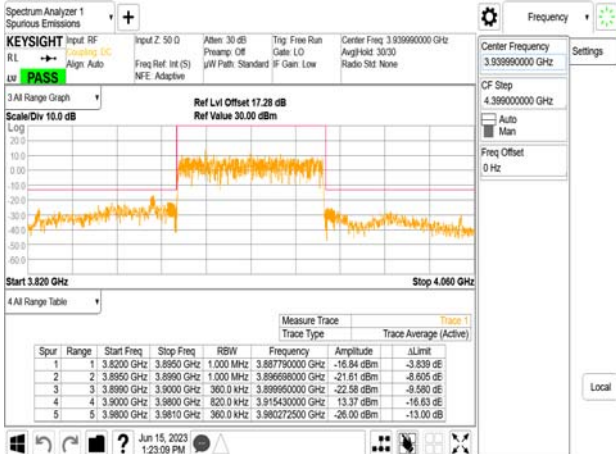 Spectrum Analyzer 1
Spurious Emissions
Frequency
KEYSIGHT
RL
LW PASS
Input: RF
Coupling: DC
Align: Auto
Input Z: 50 Ω
Freq Ref: Int (S)
NFE: Adaptive
Atten: 30 dB
Preamp: Off
µW Path: Standard
Trig: Free Run
Gate: LO
IF Gain: Low
Center Freq: 3.939990000 GHz
Avg|Hold: 30/30
Radio Std: None
Center Frequency
3.939990000 GHz
Settings
CF Step
4.399000000 GHz
Auto
Man
Freq Offset
0 Hz
3 All Range Graph
Scale/Div 10.0 dB
Ref Lvl Offset 17.28 dB
Ref Value 30.00 dBm
Log
20.0
10.0
0.00
-10.0
-20.0
-30.0
-40.0
-50.0
-60.0
Start 3.820 GHz
Stop 4.060 GHz
4 All Range Table
Measure Trace Trace 1
Trace Type Trace Average (Active)
Spur Range Start Freq Stop Freq RBW Frequency Amplitude ΔLimit
1 1 3.8200 GHz 3.8950 GHz 1.000 MHz 3.887790000 GHz -16.84 dBm -3.839 dB
2 2 3.8950 GHz 3.8990 GHz 1.000 MHz 3.896698000 GHz -21.61 dBm -8.605 dB
3 3 3.8990 GHz 3.9000 GHz 360.0 kHz 3.899950000 GHz -22.58 dBm -9.580 dB
4 4 3.9000 GHz 3.9800 GHz 820.0 kHz 3.915430000 GHz 13.37 dBm -16.63 dB
5 5 3.9800 GHz 3.9810 GHz 360.0 kHz 3.980272500 GHz -26.00 dBm -13.00 dB
Local
Jun 15, 2023
1:23:09 PM